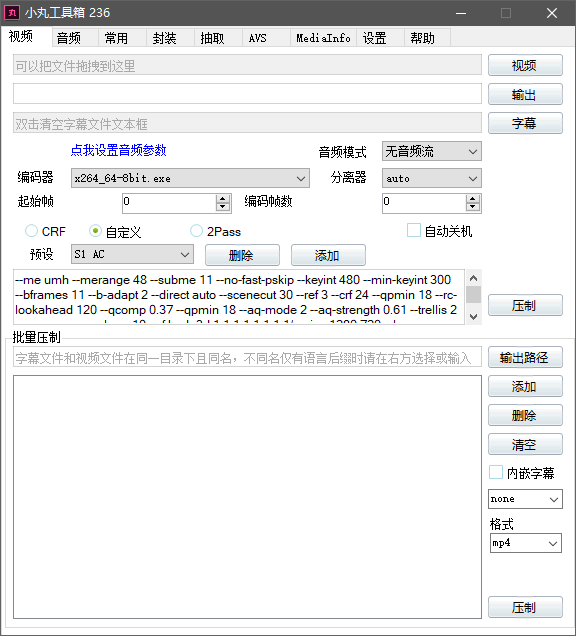 小丸工具箱 236
视频 音频 常用 封装 抽取 AVS MediaInfo 设置 帮助
可以把文件拖拽到这里 视频
输出
双击清空字幕文件文本框 字幕
点我设置音频参数 音频模式 无音频流
编码器 x264_64-8bit.exe 分离器 auto
起始帧 0 编码帧数 0
CRF 自定义 2Pass 自动关机
预设 S1 AC 删除 添加
--me umh --merange 48 --subme 11 --no-fast-pskip --keyint 480 --min-keyint 300
--bframes 11 --b-adapt 2 --direct auto --scenecut 30 --ref 3 --crf 24 --qpmin 18 --rc-
lookahead 120 --qcomp 0.37 --qpmin 18 --aq-mode 2 --aq-strength 0.61 --trellis 2
压制
批量压制
字幕文件和视频文件在同一目录下且同名，不同名仅有语言后缀时请在右方选择或输入 输出路径
添加
删除
清空
内嵌字幕
none
格式
mp4
压制